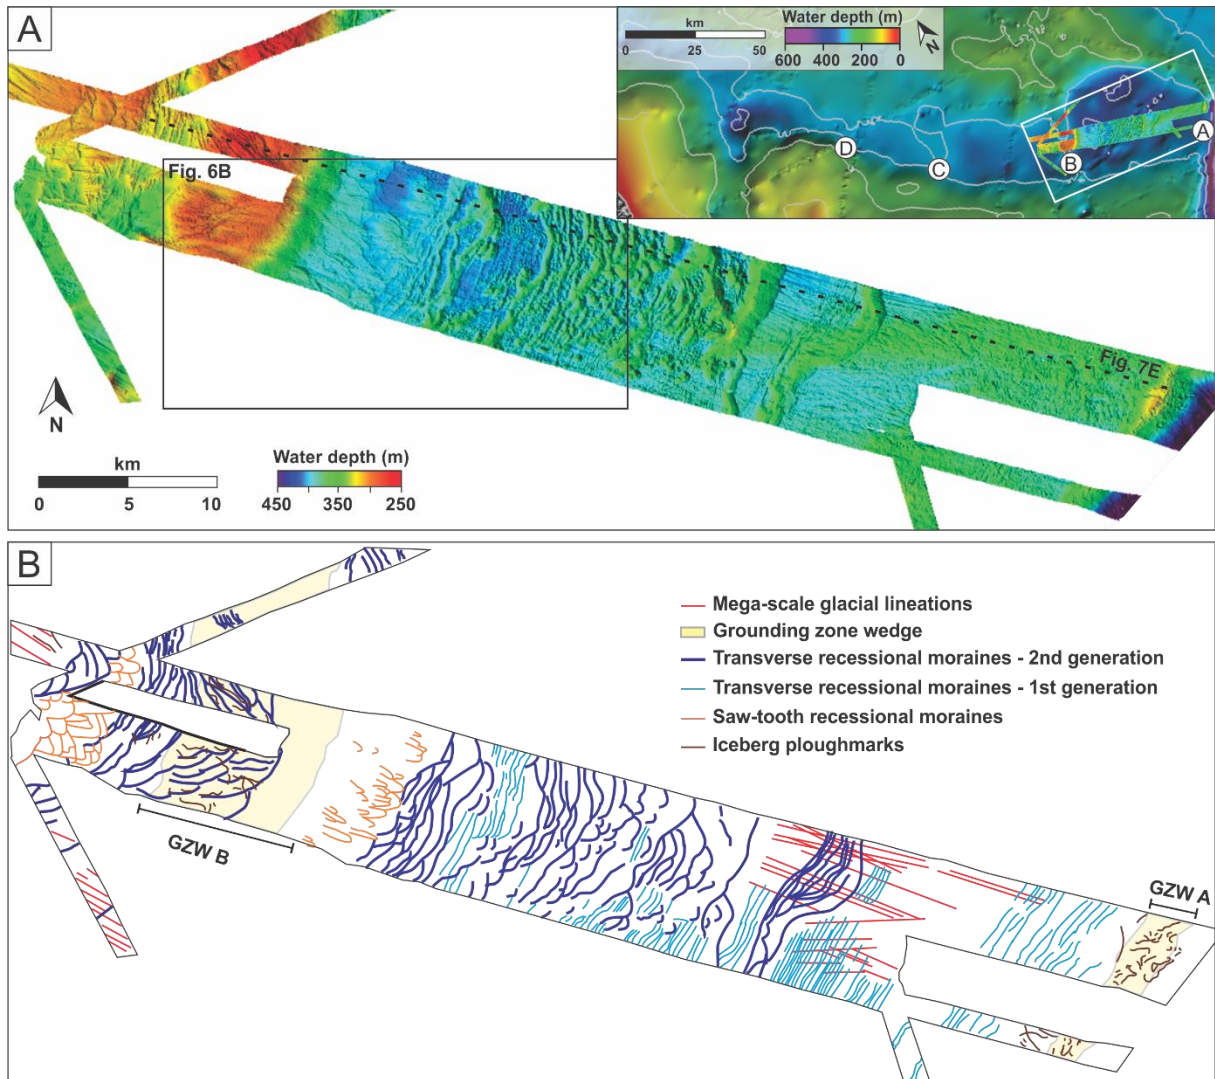 A
km
0
25
50
Water depth (m)
600
400
200
0
N
A
B
C
D
Fig. 6B
Fig. 7E
N
km
0
5
10
Water depth (m)
450
350
250
B
Mega-scale glacial lineations
Grounding zone wedge
Transverse recessional moraines - 2nd generation
Transverse recessional moraines - 1st generation
Saw-tooth recessional moraines
Iceberg ploughmarks
GZW B
GZW A